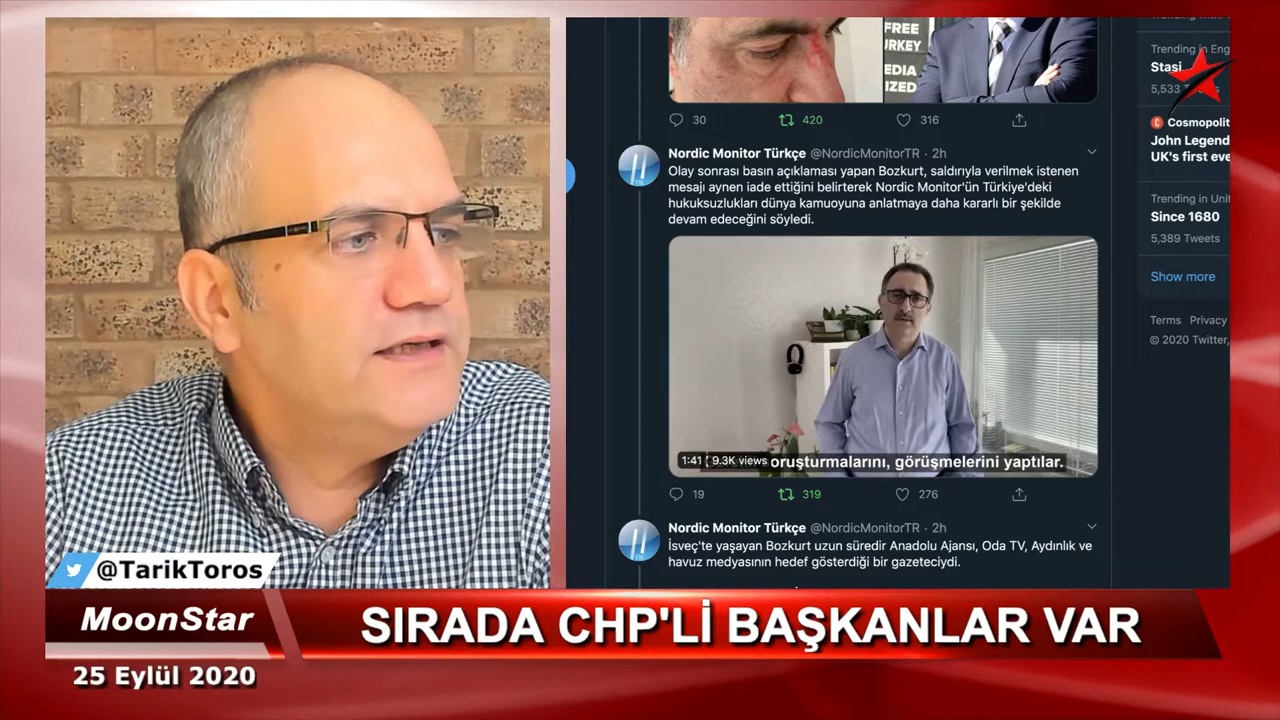 FREE
MEDIA
30
420
316
Nordic Monitor Türkçe @NordicMonitorTR · 2h
Olay sonrası basın açıklaması yapan Bozkurt, saldırıyla verilmek istenen
mesajı aynen iade ettiğini belirterek Nordic Monitor'ün Türkiye'deki
hukuksuzlukları dünya kamuoyuna anlatmaya daha kararlı bir şekilde
devam edeceğini söyledi.
1:41 9.3K views
oruşturmalarını, görüşmelerini yaptılar.
19
319
276
Nordic Monitor Türkçe @NordicMonitorTR · 2h
İsveç'te yaşayan Bozkurt uzun süredir Anadolu Ajansı, Oda TV, Aydınlık ve
havuz medyasının hedef gösterdiği bir gazeteciydi.
Trending in Eng
Stasi
5,533
Cosmopolit
John Legend
UK's first eve
Trending in Unit
Since 1680
5,389 Tweets
Show more
Terms Privacy
© 2020 Twitter,
@TarikToros
MoonStar
SIRADA CHP'Lİ BAŞKANLAR VAR
25 Eylül 2020